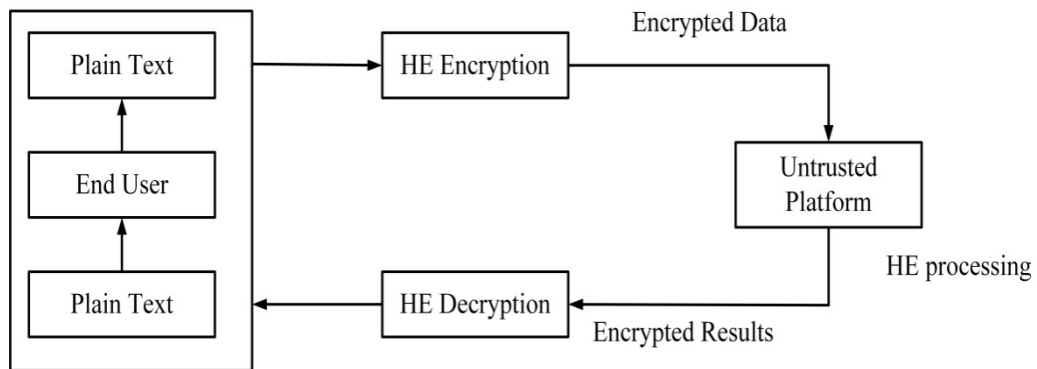 Encrypted Data
Plain Text
HE Encryption
End User
Untrusted
Platform
HE processing
Plain Text
HE Decryption
Encrypted Results